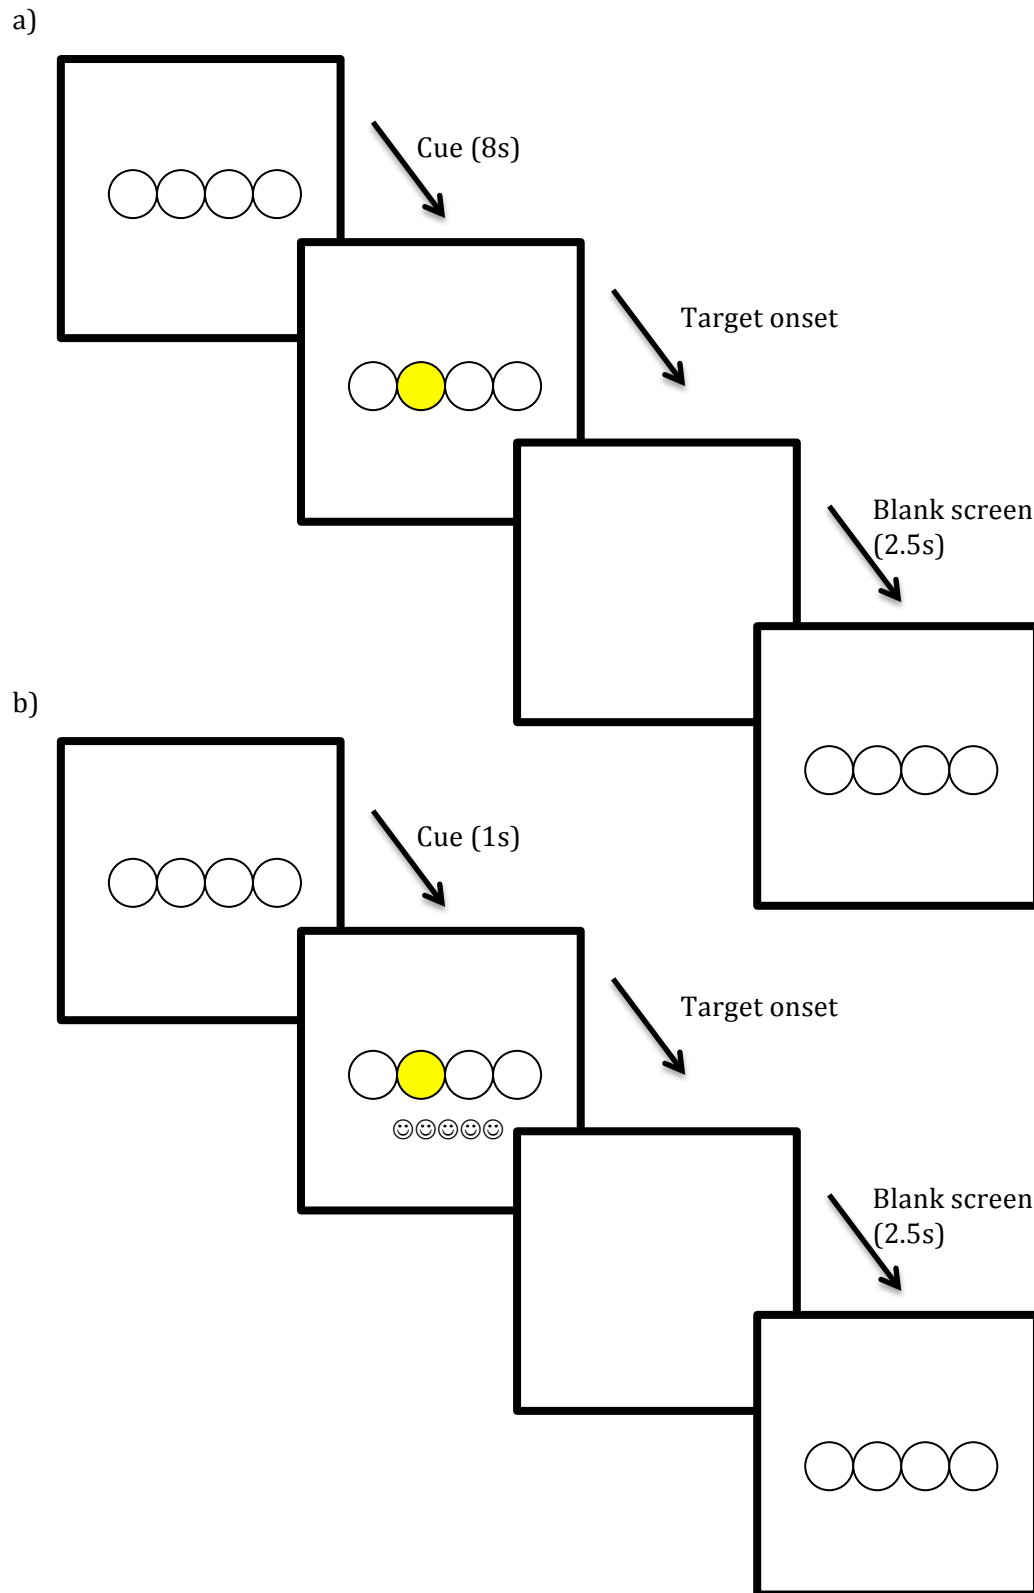 a)
Cue (8s)
Target onset
Blank screen
(2.5s)
b)
Cue (1s)
Target onset
Blank screen
(2.5s)